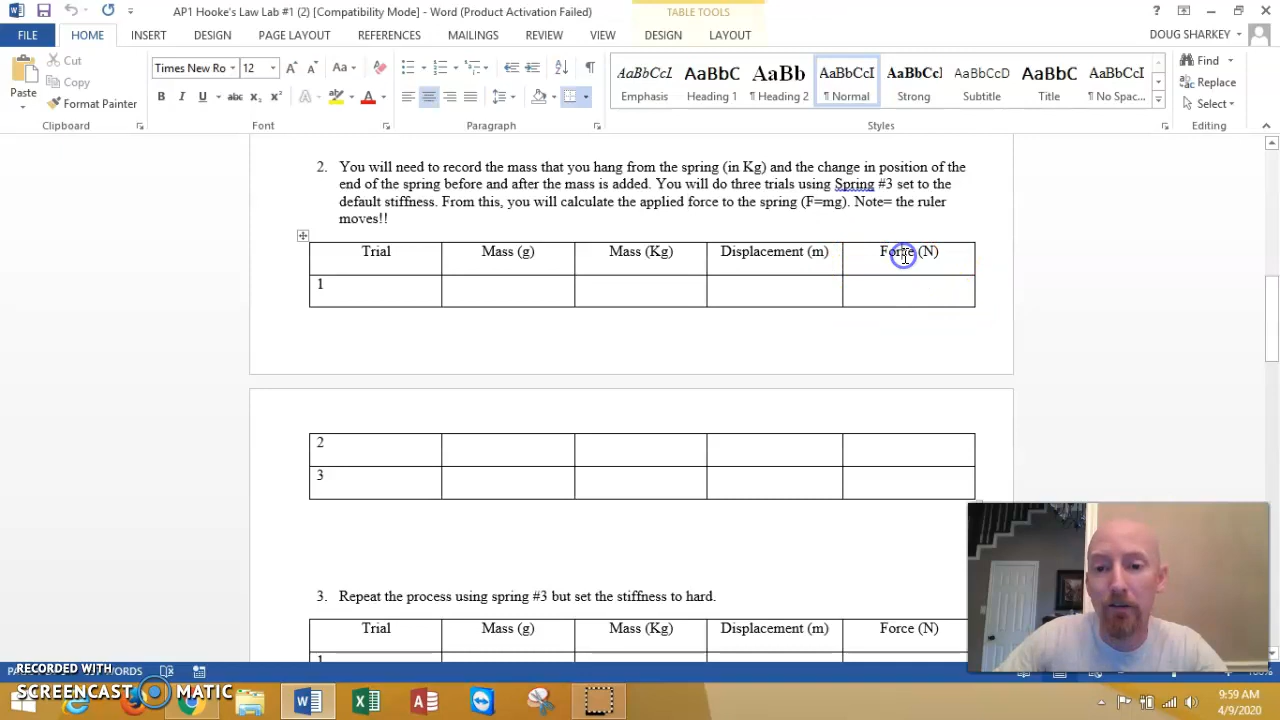 AP1 Hooke's Law Lab #1 (2) [Compatibility Mode] - Word (Product Activation Failed)
TABLE TOOLS
FILE HOME INSERT DESIGN PAGE LAYOUT REFERENCES MAILINGS REVIEW VIEW DESIGN LAYOUT DOUG SHARKEY
Cut
Copy
Format Painter
Paste
Times New Ro 12
AaBbCcI AaBbC AaBb AaBbCcI AaBbCcI AaBbCcD AaBbC AaBbCcI
Emphasis Heading 1 ¶ Heading 2 ¶ Normal Strong Subtitle Title ¶ No Spac...
Find
Replace
Select
Clipboard Font Paragraph Styles Editing
2. You will need to record the mass that you hang from the spring (in Kg) and the change in position of the
end of the spring before and after the mass is added. You will do three trials using Spring #3 set to the
default stiffness. From this, you will calculate the applied force to the spring (F=mg). Note= the ruler
moves!!
Trial Mass (g) Mass (Kg) Displacement (m) Force (N)
1
2
3
3. Repeat the process using spring #3 but set the stiffness to hard.
Trial Mass (g) Mass (Kg) Displacement (m) Force (N)
1
WORDS
RECORDED WITH
SCREENCAST MATIC
9:59 AM
4/9/2020